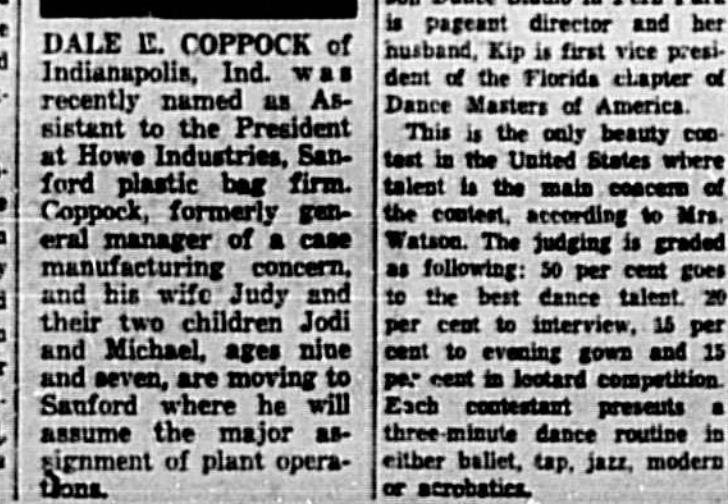 DALE E. COPPOCK of
Indianapolis, Ind. was
recently named as As-
sistant to the President
at Howe Industries, San-
ford plastic bag firm.
Coppock, formerly gen-
eral manager of a case
manufacturing concern,
and his wife Judy and
their two children Jodi
and Michael, ages nine
and seven, are moving to
Sanford where he will
assume the major as-
signment of plant opera-
tions.
is pageant director and her
husband, Kip is first vice presi-
dent of the Florida chapter of
Dance Masters of America.
This is the only beauty con-
test in the United States where
talent is the main concern of
the contest, according to Mrs.
Watson. The judging is graded
as following: 50 per cent goes
to the best dance talent. 20
per cent to interview, 15 per
cent to evening gown and 15
per cent in leotard competition.
Each contestant presents a
three-minute dance routine in
either ballet, tap, jazz, modern
or acrobatics.